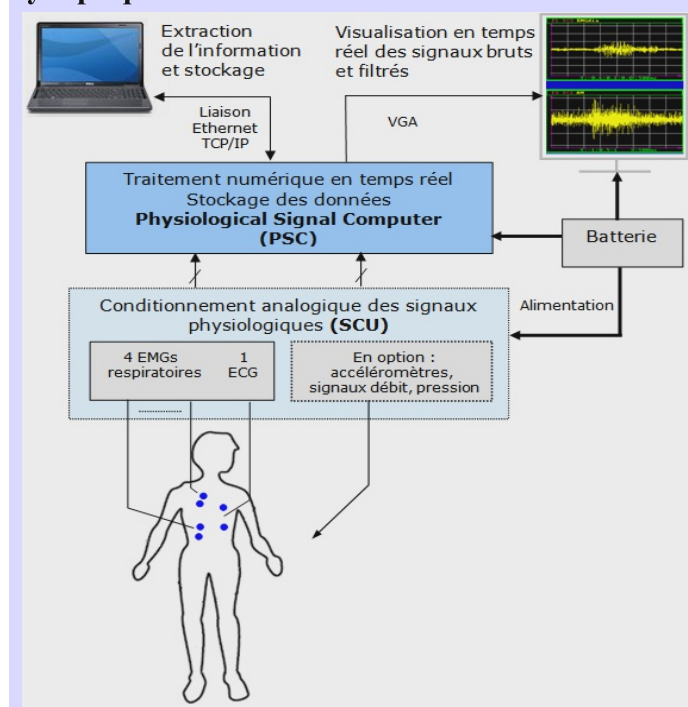 Extraction
de l'information
et stockage
Visualisation en temps
réel des signaux bruts
et filtrés
Liaison
Ethernet
TCP/IP
VGA
Traitement numérique en temps réel
Stockage des données
Physiological Signal Computer
(PSC)
Batterie
Alimentation
Conditionnement analogique des signaux
physiologiques (SCU)
4 EMGs
respiratoires
1
ECG
En option :
accéléromètres,
signaux débit, pression